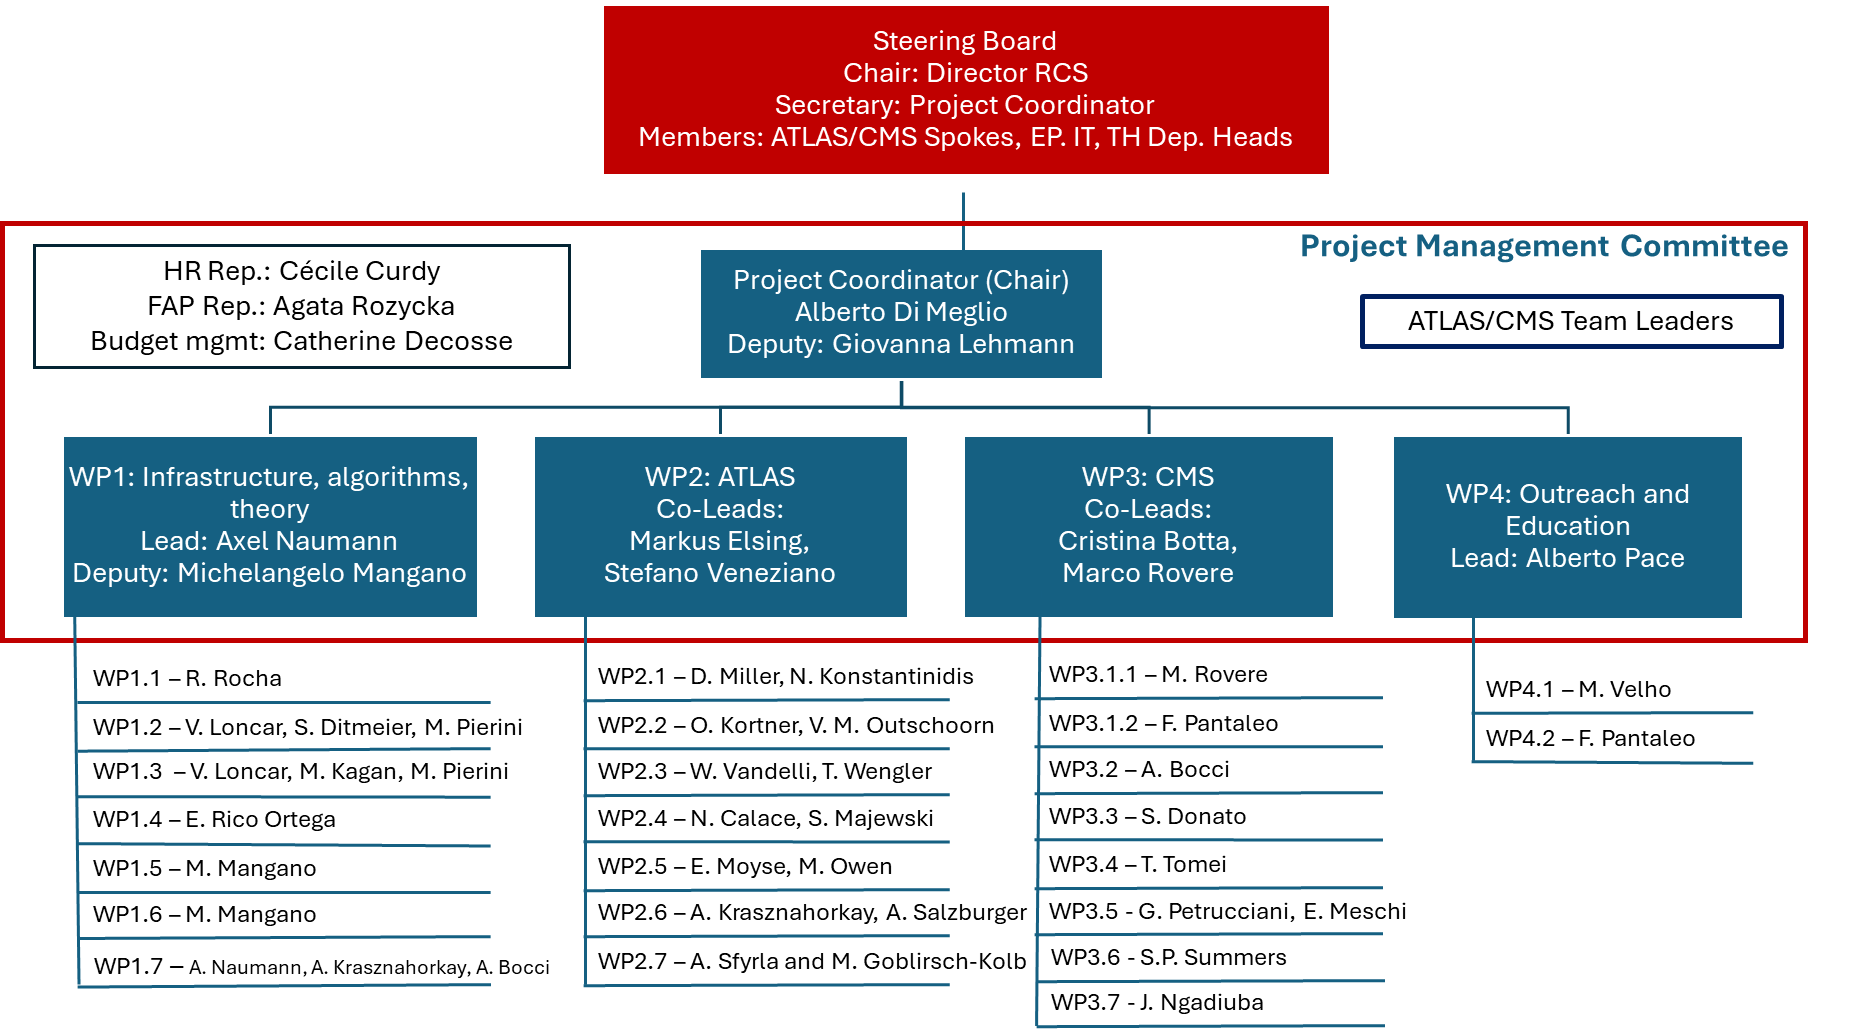 Steering Board
Chair: Director RCS
Secretary: Project Coordinator
Members: ATLAS/CMS Spokes, EP. IT, TH Dep. Heads
Project Management Committee
HR Rep.: Cécile Curdy
FAP Rep.: Agata Rozycka
Budget mgmt: Catherine Decosse
Project Coordinator (Chair)
Alberto Di Meglio
Deputy: Giovanna Lehmann
ATLAS/CMS Team Leaders
WP1: Infrastructure, algorithms,
theory
Lead: Axel Naumann
Deputy: Michelangelo Mangano
WP2: ATLAS
Co-Leads:
Markus Elsing,
Stefano Veneziano
WP3: CMS
Co-Leads:
Cristina Botta,
Marco Rovere
WP4: Outreach and
Education
Lead: Alberto Pace
WP1.1 – R. Rocha
WP1.2 – V. Loncar, S. Ditmeier, M. Pierini
WP1.3 – V. Loncar, M. Kagan, M. Pierini
WP1.4 – E. Rico Ortega
WP1.5 – M. Mangano
WP1.6 – M. Mangano
WP1.7 – A. Naumann, A. Krasznahorkay, A. Bocci
WP2.1 – D. Miller, N. Konstantinidis
WP2.2 – O. Kortner, V. M. Outschoorn
WP2.3 – W. Vandelli, T. Wengler
WP2.4 – N. Calace, S. Majewski
WP2.5 – E. Moyse, M. Owen
WP2.6 – A. Krasznahorkay, A. Salzburger
WP2.7 – A. Sfyrla and M. Goblirsch-Kolb
WP3.1.1 – M. Rovere
WP3.1.2 – F. Pantaleo
WP3.2 – A. Bocci
WP3.3 – S. Donato
WP3.4 – T. Tomei
WP3.5 - G. Petrucciani, E. Meschi
WP3.6 - S.P. Summers
WP3.7 - J. Ngadiuba
WP4.1 – M. Velho
WP4.2 – F. Pantaleo